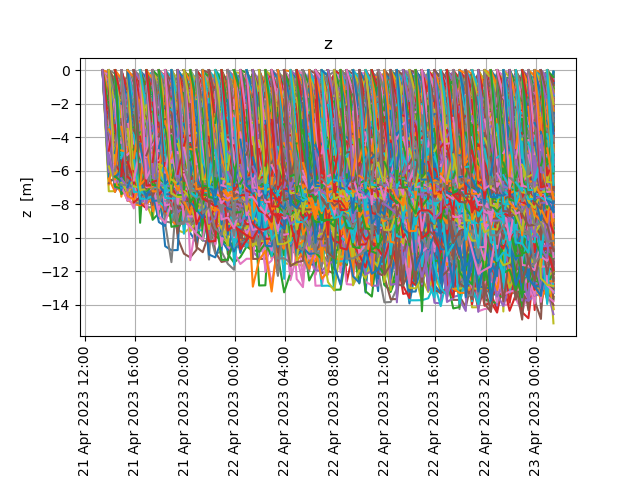 z
0
−2
−4
−6
−8
−10
−12
−14
z [m]
21 Apr 2023 12:00
21 Apr 2023 16:00
21 Apr 2023 20:00
22 Apr 2023 00:00
22 Apr 2023 04:00
22 Apr 2023 08:00
22 Apr 2023 12:00
22 Apr 2023 16:00
22 Apr 2023 20:00
23 Apr 2023 00:00